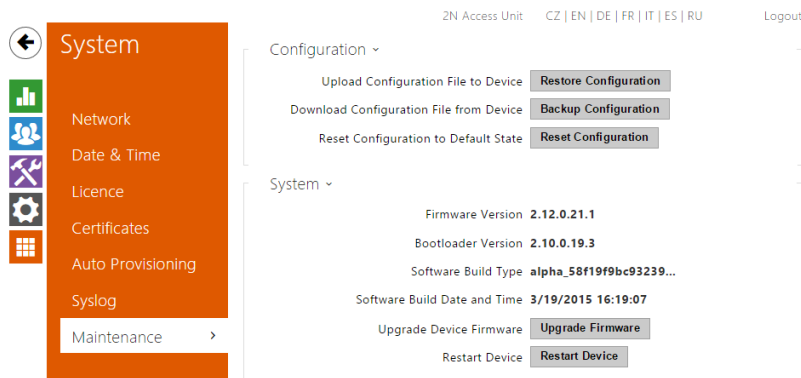 2N Access Unit CZ | EN | DE | FR | IT | ES | RU Logout
System
Network
Date & Time
Licence
Certificates
Auto Provisioning
Syslog
Maintenance
Configuration
Upload Configuration File to Device Restore Configuration
Download Configuration File from Device Backup Configuration
Reset Configuration to Default State Reset Configuration
System
Firmware Version 2.12.0.21.1
Bootloader Version 2.10.0.19.3
Software Build Type alpha_58f19f9bc93239...
Software Build Date and Time 3/19/2015 16:19:07
Upgrade Device Firmware Upgrade Firmware
Restart Device Restart Device